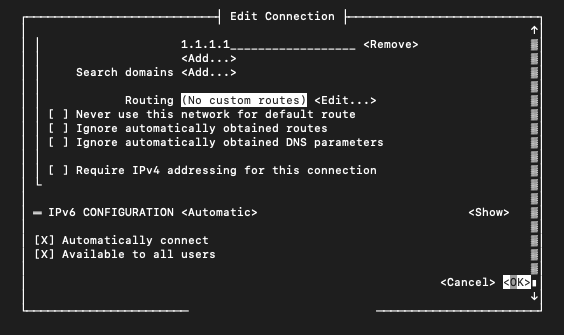 Edit Connection
1.1.1.1___________________ <Remove>
<Add...>
Search domains <Add...>
Routing (No custom routes) <Edit...>
[ ] Never use this network for default route
[ ] Ignore automatically obtained routes
[ ] Ignore automatically obtained DNS parameters
[ ] Require IPv4 addressing for this connection
═ IPv6 CONFIGURATION <Automatic> <Show>
[X] Automatically connect
[X] Available to all users
<Cancel> <OK>